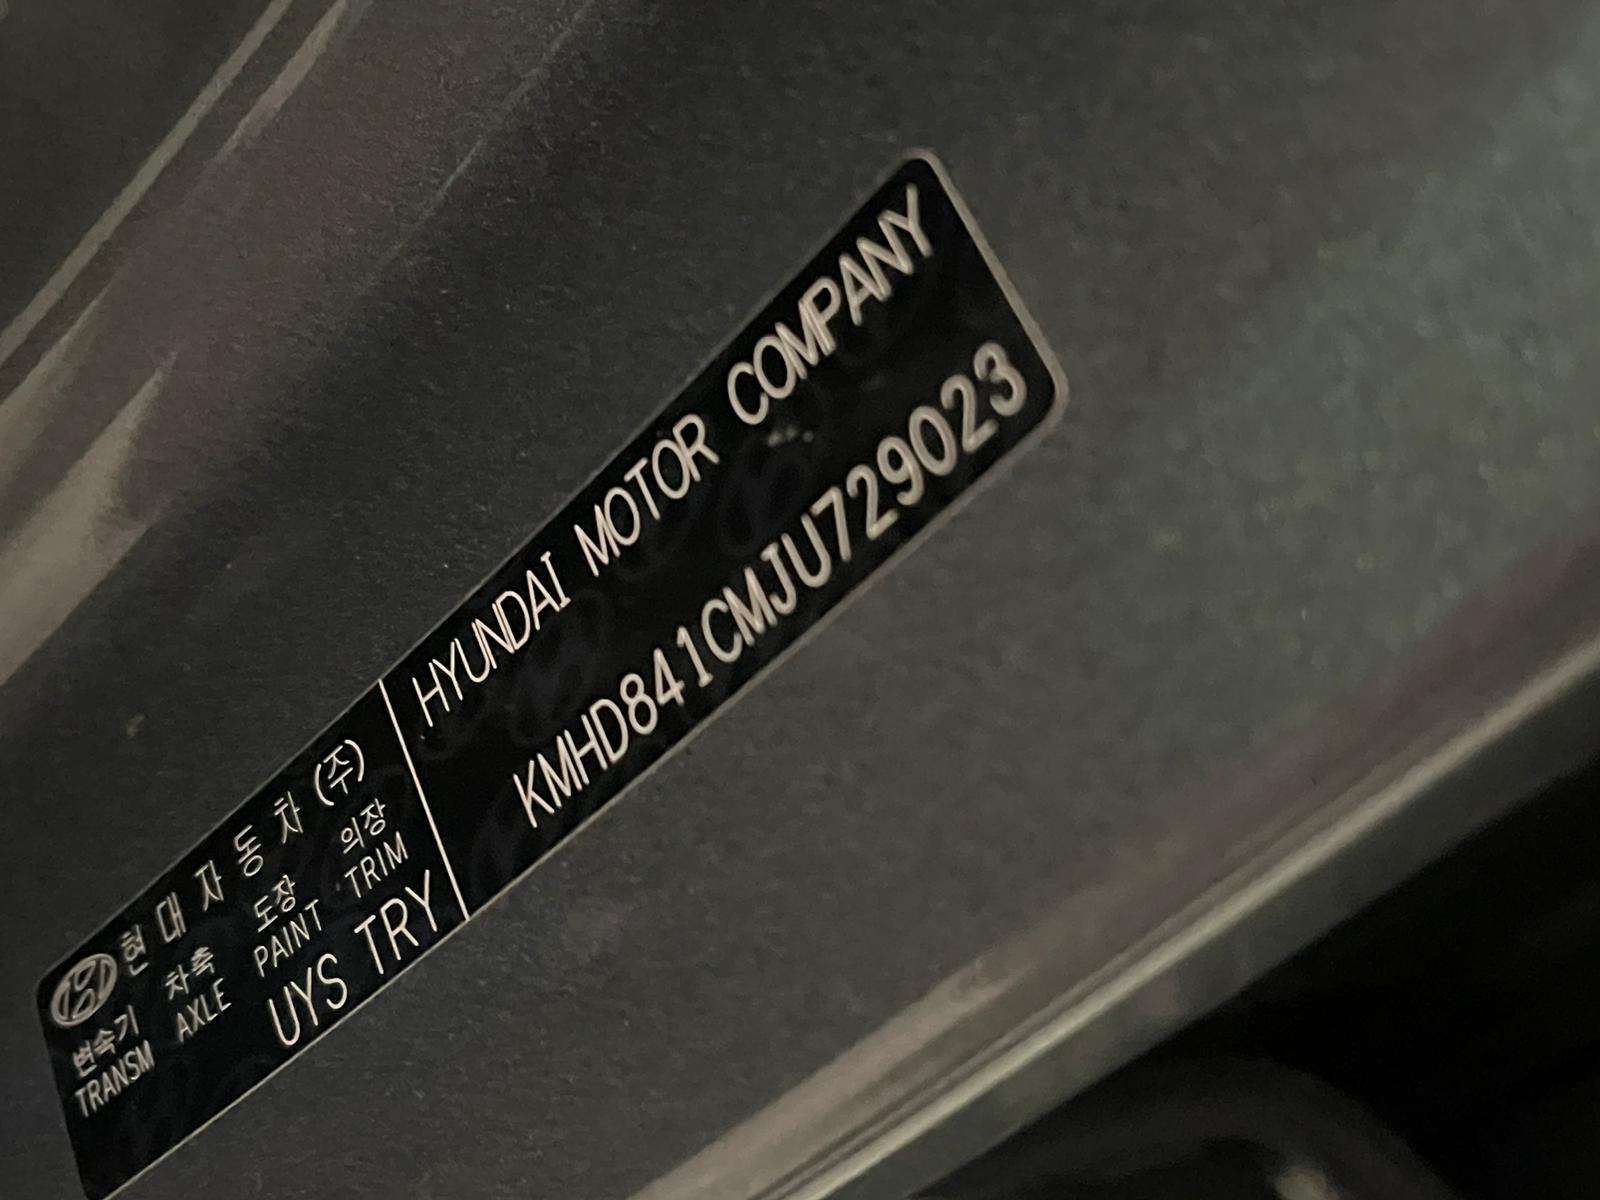 현대자동차(주)
변속기 차축 도장 의장
TRANSM AXLE PAINT TRIM
UYS TRY
HYUNDAI MOTOR COMPANY
KMHD841CMJU729023